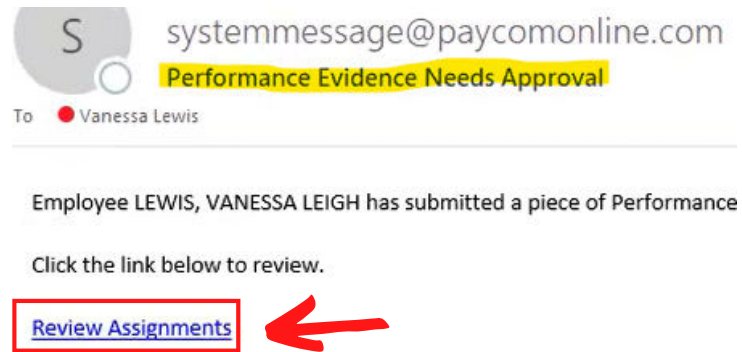 S
systemmessage@paycomonline.com
Performance Evidence Needs Approval
To Vanessa Lewis
Employee LEWIS, VANESSA LEIGH has submitted a piece of Performance
Click the link below to review.
Review Assignments